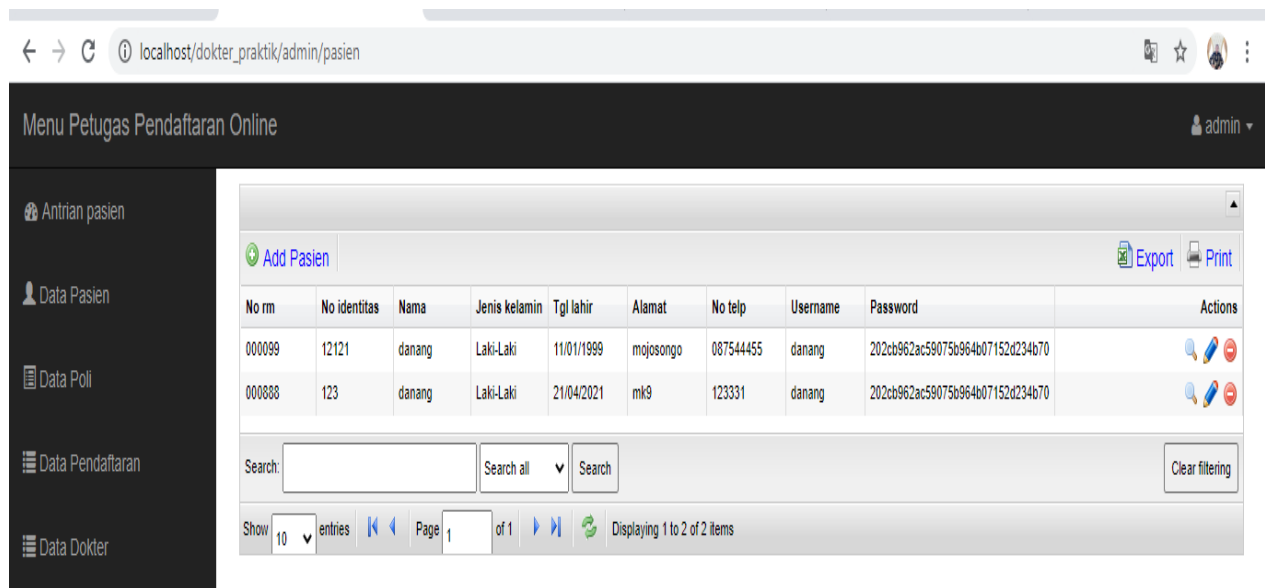 localhost/dokter_praktik/admin/pasien
Menu Petugas Pendaftaran Online admin
Antrian pasien
Add Pasien Export Print
Data Pasien
No rm No identitas Nama Jenis kelamin Tgl lahir Alamat No telp Username Password Actions
000099 12121 danang Laki-Laki 11/01/1999 mojosongo 087544455 danang 202cb962ac59075b964b07152d234b70
Data Poli
000888 123 danang Laki-Laki 21/04/2021 mk9 123331 danang 202cb962ac59075b964b07152d234b70
Data Pendaftaran
Search: Search all Search Clear filtering
Show 10 entries Page 1 of 1 Displaying 1 to 2 of 2 items
Data Dokter